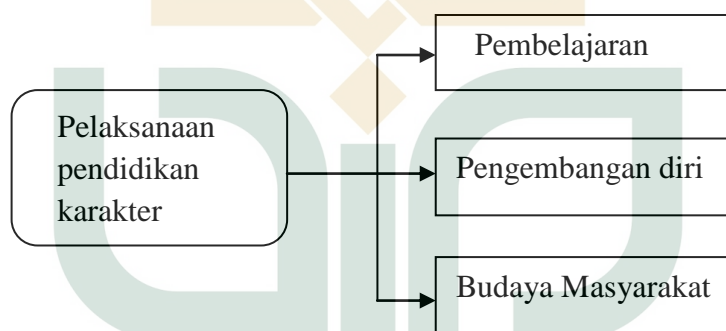 Pelaksanaan
pendidikan
karakter
Pembelajaran
Pengembangan diri
Budaya Masyarakat